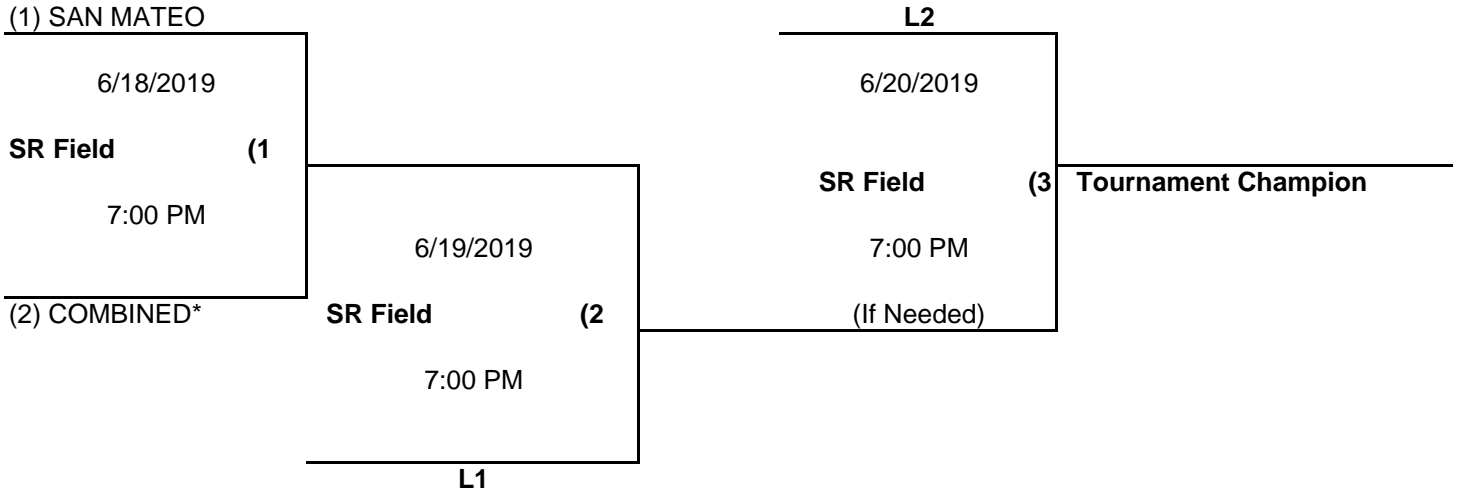 (1) SAN MATEO
6/18/2019
SR Field (1
7:00 PM
(2) COMBINED*
6/19/2019
SR Field (2
7:00 PM
L1
L2
6/20/2019
SR Field (3
7:00 PM
(If Needed)
Tournament Champion